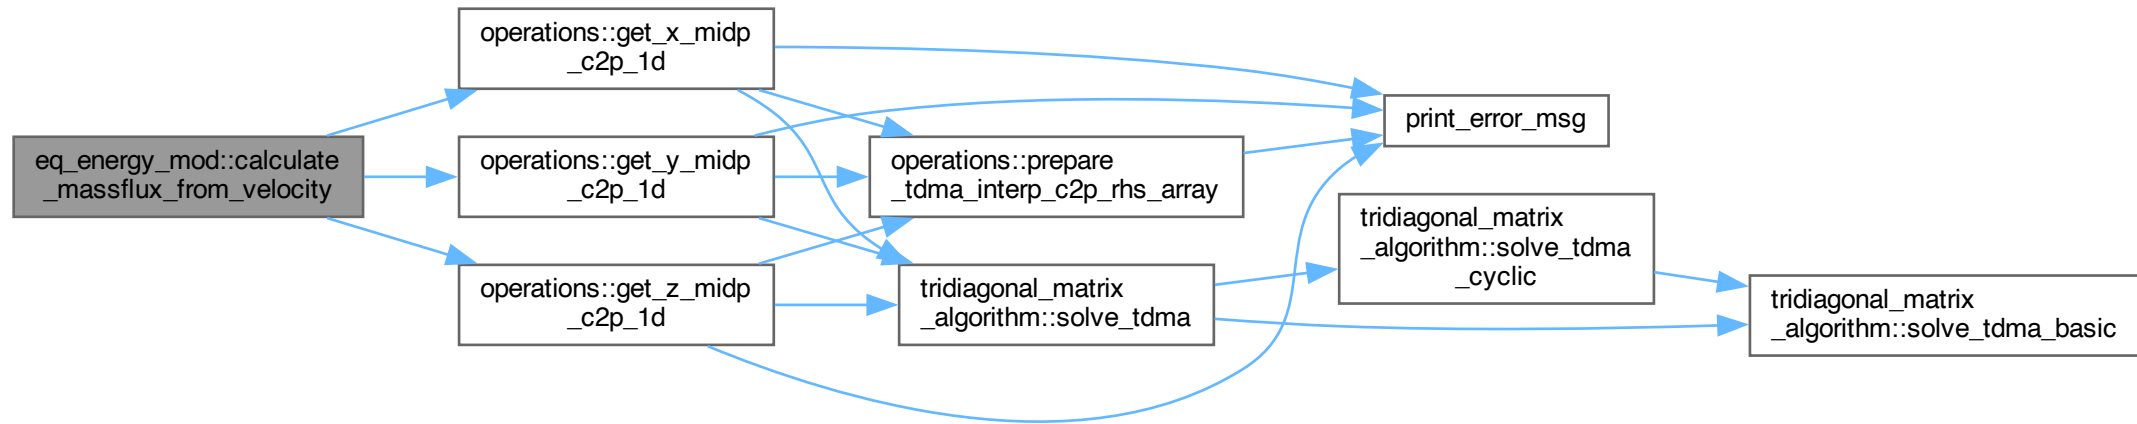 eq_energy_mod::calculate
_massflux_from_velocity
operations::get_x_midp
_c2p_1d
operations::get_y_midp
_c2p_1d
operations::get_z_midp
_c2p_1d
operations::prepare
_tdma_interp_c2p_rhs_array
tridiagonal_matrix
_algorithm::solve_tdma
print_error_msg
tridiagonal_matrix
_algorithm::solve_tdma
_cyclic
tridiagonal_matrix
_algorithm::solve_tdma_basic